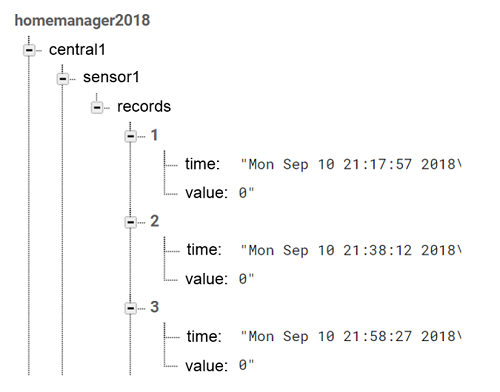 homemanager2018
central1
sensor1
records
1
time: "Mon Sep 10 21:17:57 2018\
value: 0"
2
time: "Mon Sep 10 21:38:12 2018\
value: 0"
3
time: "Mon Sep 10 21:58:27 2018\
value: 0"